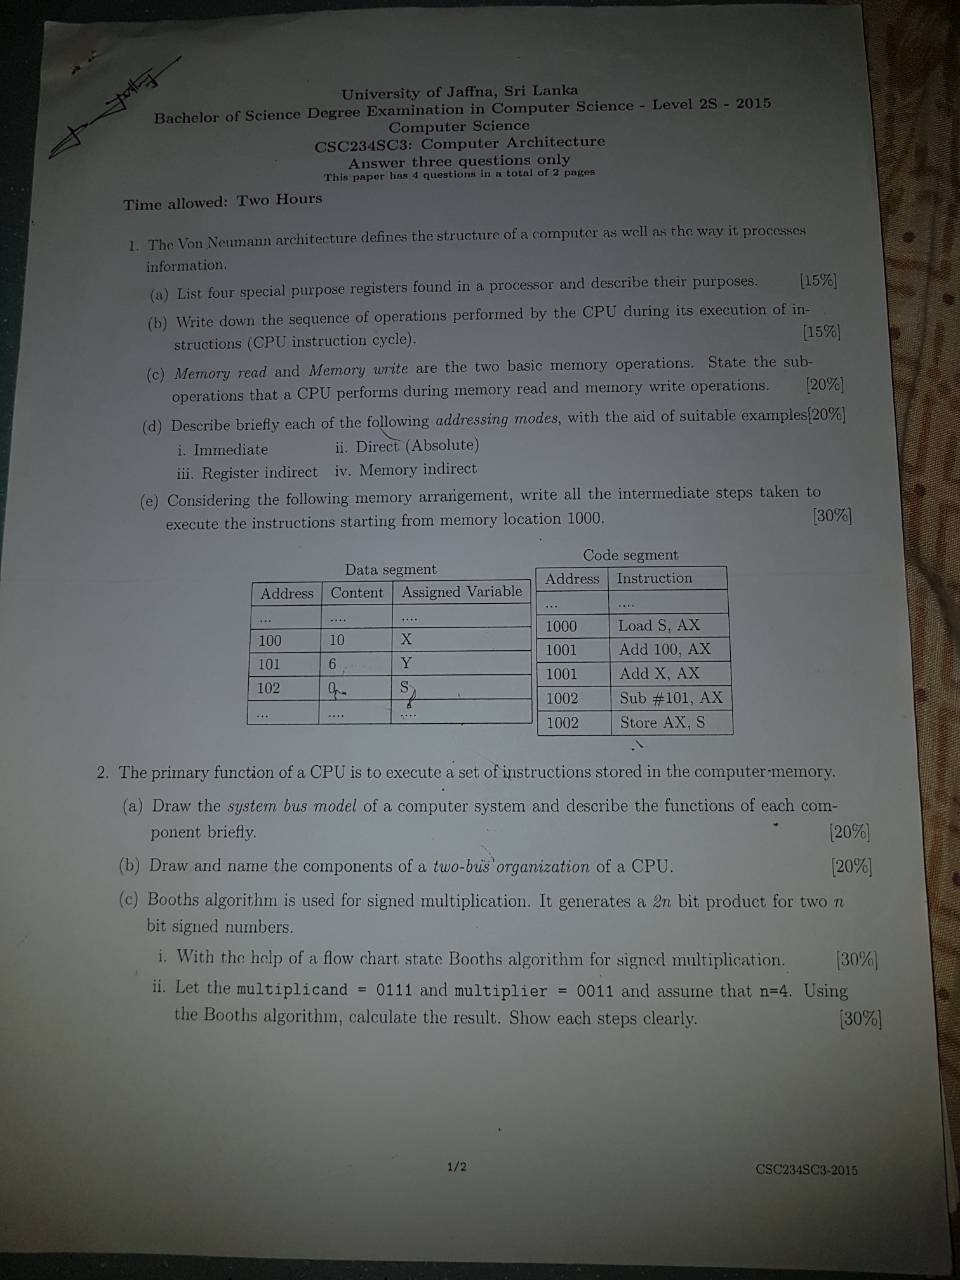 University of Jaffna, Sri Lanka
Bachelor of Science Degree Examination in Computer Science - Level 2S - 2015
Computer Science
CSC234SC3: Computer Architecture
Answer three questions only
This paper has 4 questions in a total of 2 pages
Time allowed: Two Hours
1. The Von Neumann architecture defines the structure of a computer as well as the way it processes
information.
(a) List four special purpose registers found in a processor and describe their purposes. [15%]
(b) Write down the sequence of operations performed by the CPU during its execution of in-
structions (CPU instruction cycle). [15%]
(c) Memory read and Memory write are the two basic memory operations. State the sub-
operations that a CPU performs during memory read and memory write operations. [20%]
(d) Describe briefly each of the following addressing modes, with the aid of suitable examples[20%]
i. Immediate ii. Direct (Absolute)
iii. Register indirect iv. Memory indirect
(e) Considering the following memory arrangement, write all the intermediate steps taken to
execute the instructions starting from memory location 1000. [30%]
Data segment
Address Content Assigned Variable
... .... ....
100 10 X
101 6 Y
102 0 S
... .... ....
Code segment
Address Instruction
... ....
1000 Load S, AX
1001 Add 100, AX
1001 Add X, AX
1002 Sub #101, AX
1002 Store AX, S
2. The primary function of a CPU is to execute a set of instructions stored in the computer memory.
(a) Draw the system bus model of a computer system and describe the functions of each com-
ponent briefly. [20%]
(b) Draw and name the components of a two-bus organization of a CPU. [20%]
(c) Booths algorithm is used for signed multiplication. It generates a 2n bit product for two n
bit signed numbers.
i. With the help of a flow chart state Booths algorithm for signed multiplication. [30%]
ii. Let the multiplicand = 0111 and multiplier = 0011 and assume that n=4. Using
the Booths algorithm, calculate the result. Show each steps clearly. [30%]
1/2
CSC234SC3-2015